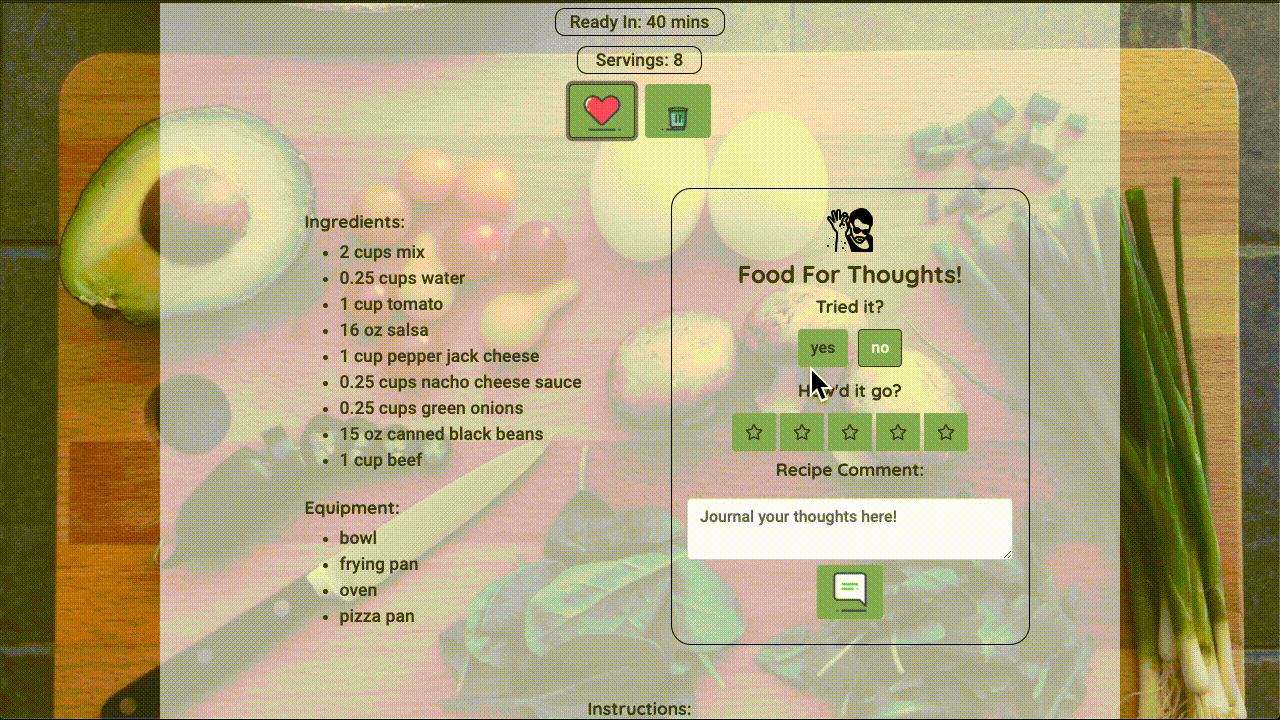 Ready In: 40 mins
Servings: 8
Ingredients:
2 cups mix
0.25 cups water
1 cup tomato
16 oz salsa
1 cup pepper jack cheese
0.25 cups nacho cheese sauce
0.25 cups green onions
15 oz canned black beans
1 cup beef
Equipment:
bowl
frying pan
oven
pizza pan
Food For Thoughts!
Tried it?
yes no
How'd it go?
Recipe Comment:
Journal your thoughts here!
Instructions: